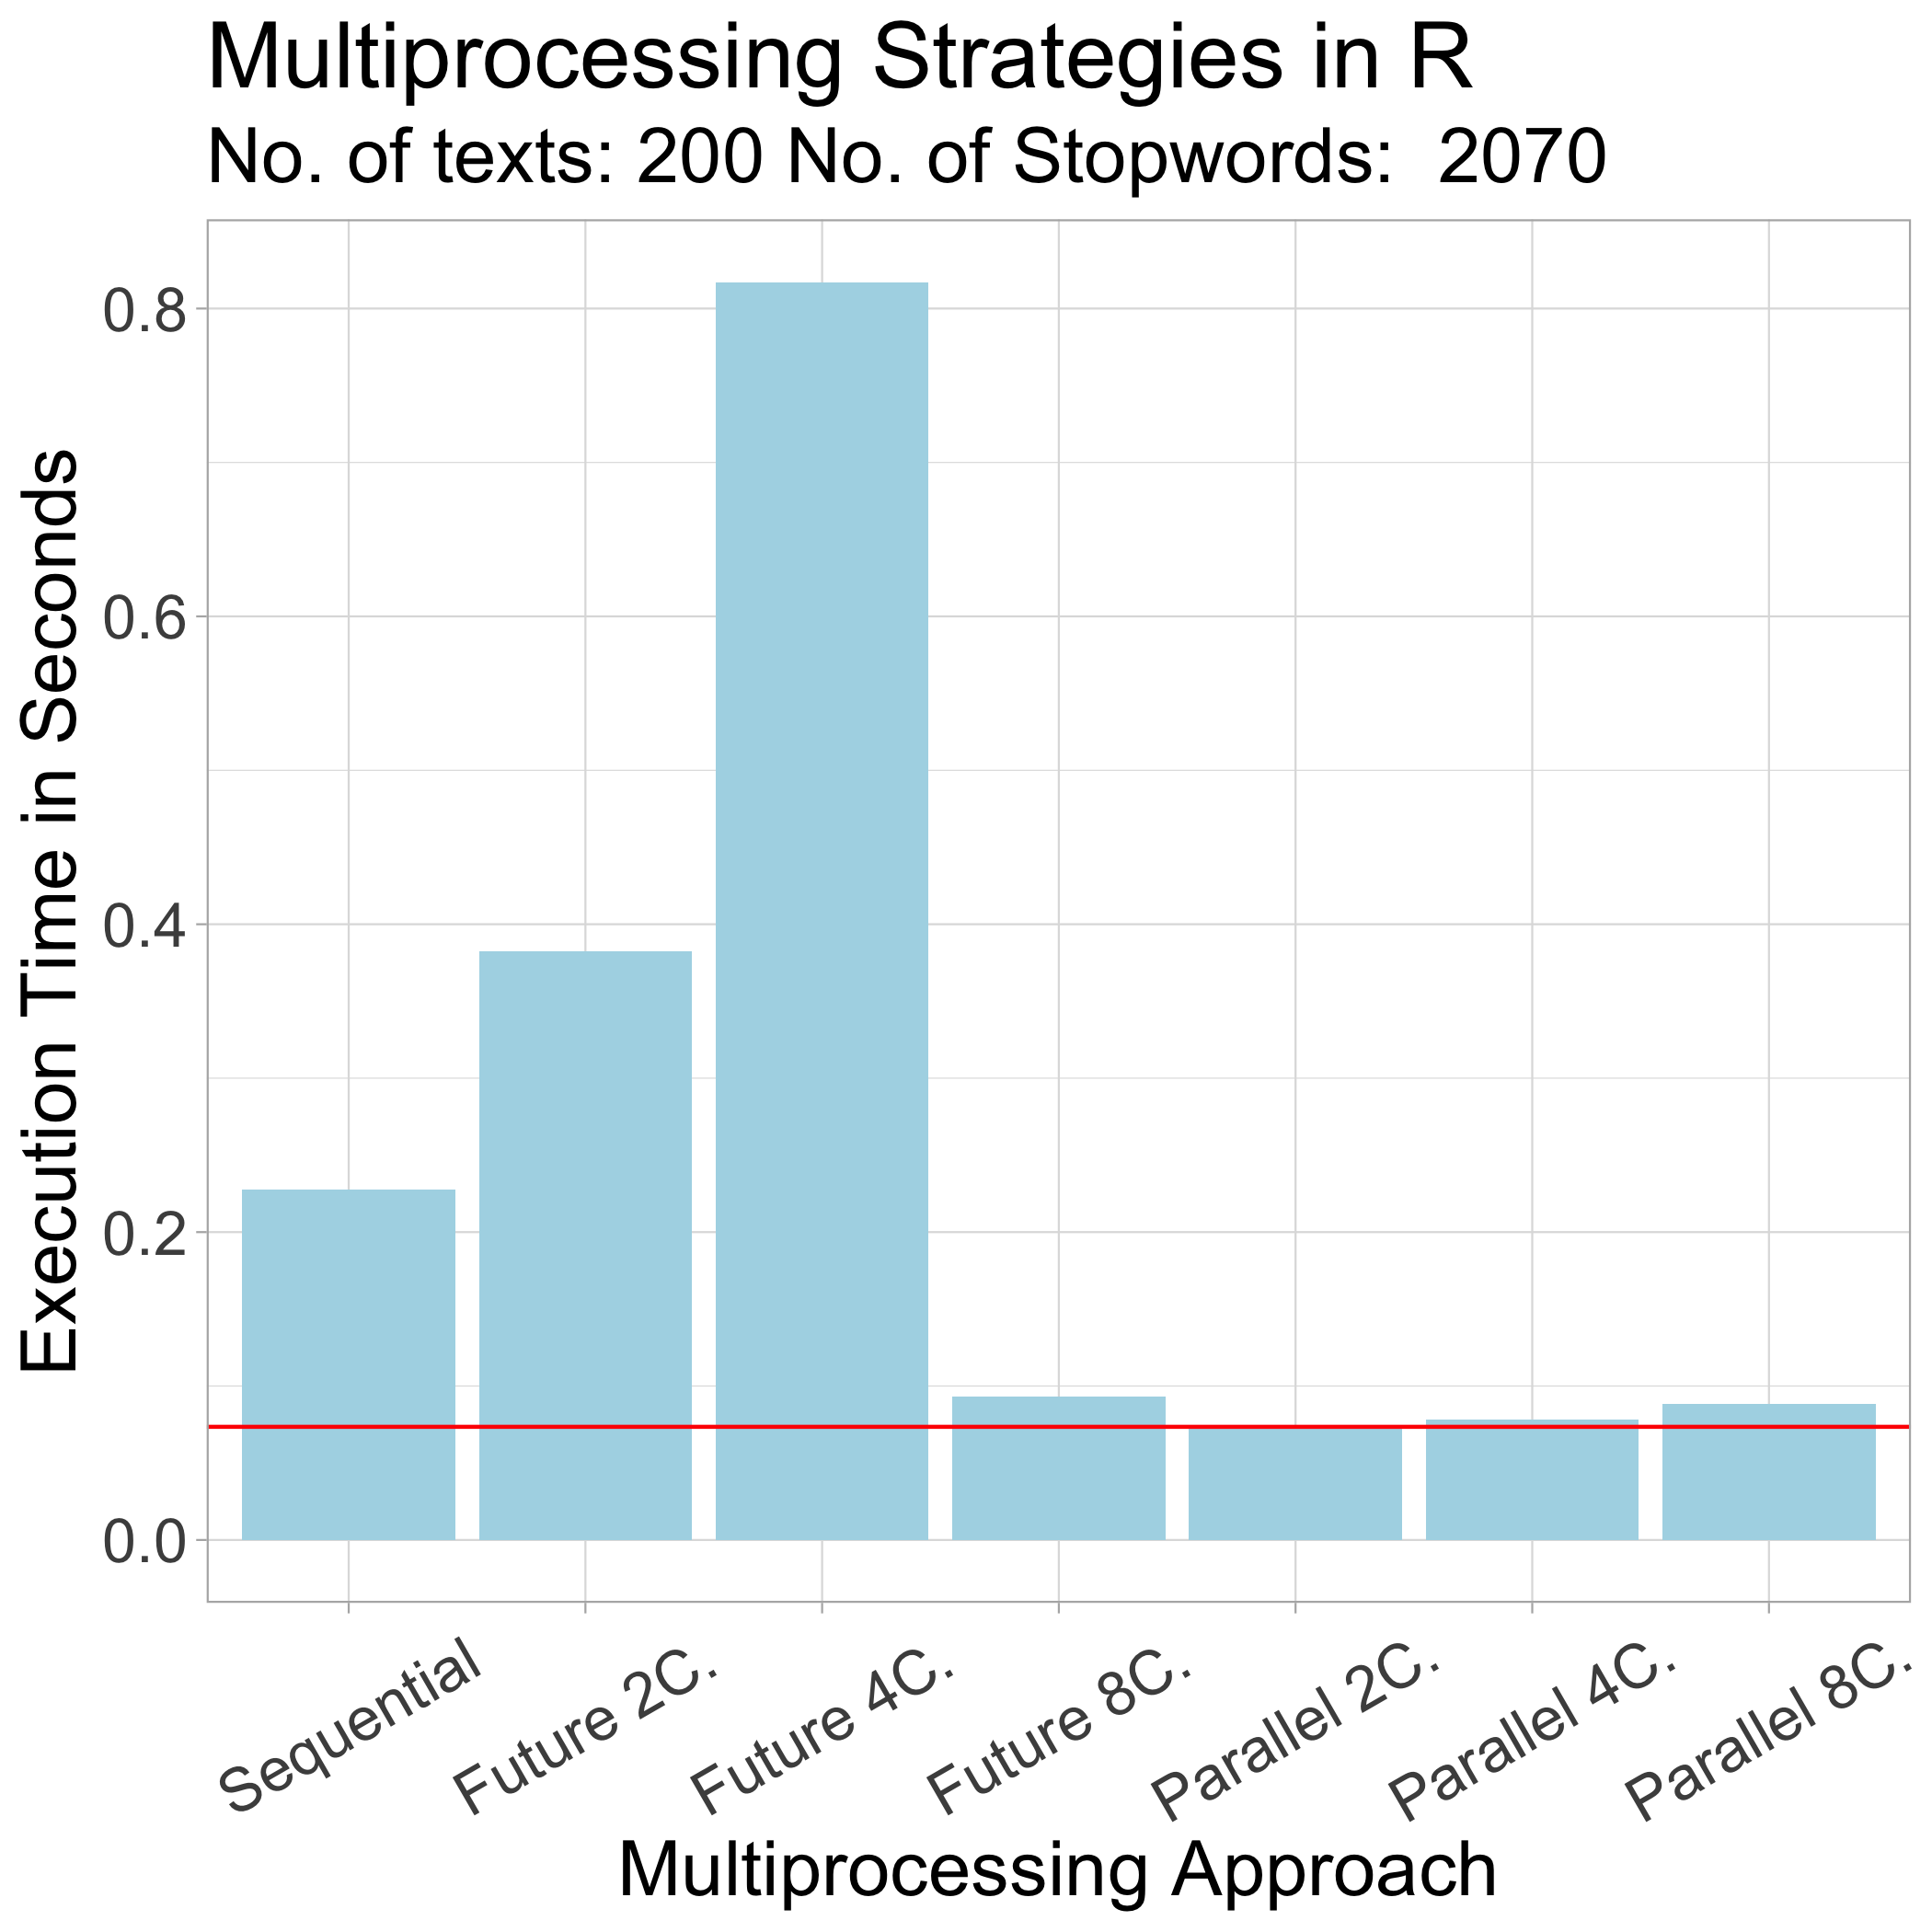 Multiprocessing Strategies in R
No. of texts: 200 No. of Stopwords:  2070
Execution Time in Seconds
0.8
0.6
0.4
0.2
0.0
Sequential
Future 2C.
Future 4C.
Future 8C.
Parallel 2C.
Parallel 4C.
Parallel 8C.
Multiprocessing Approach